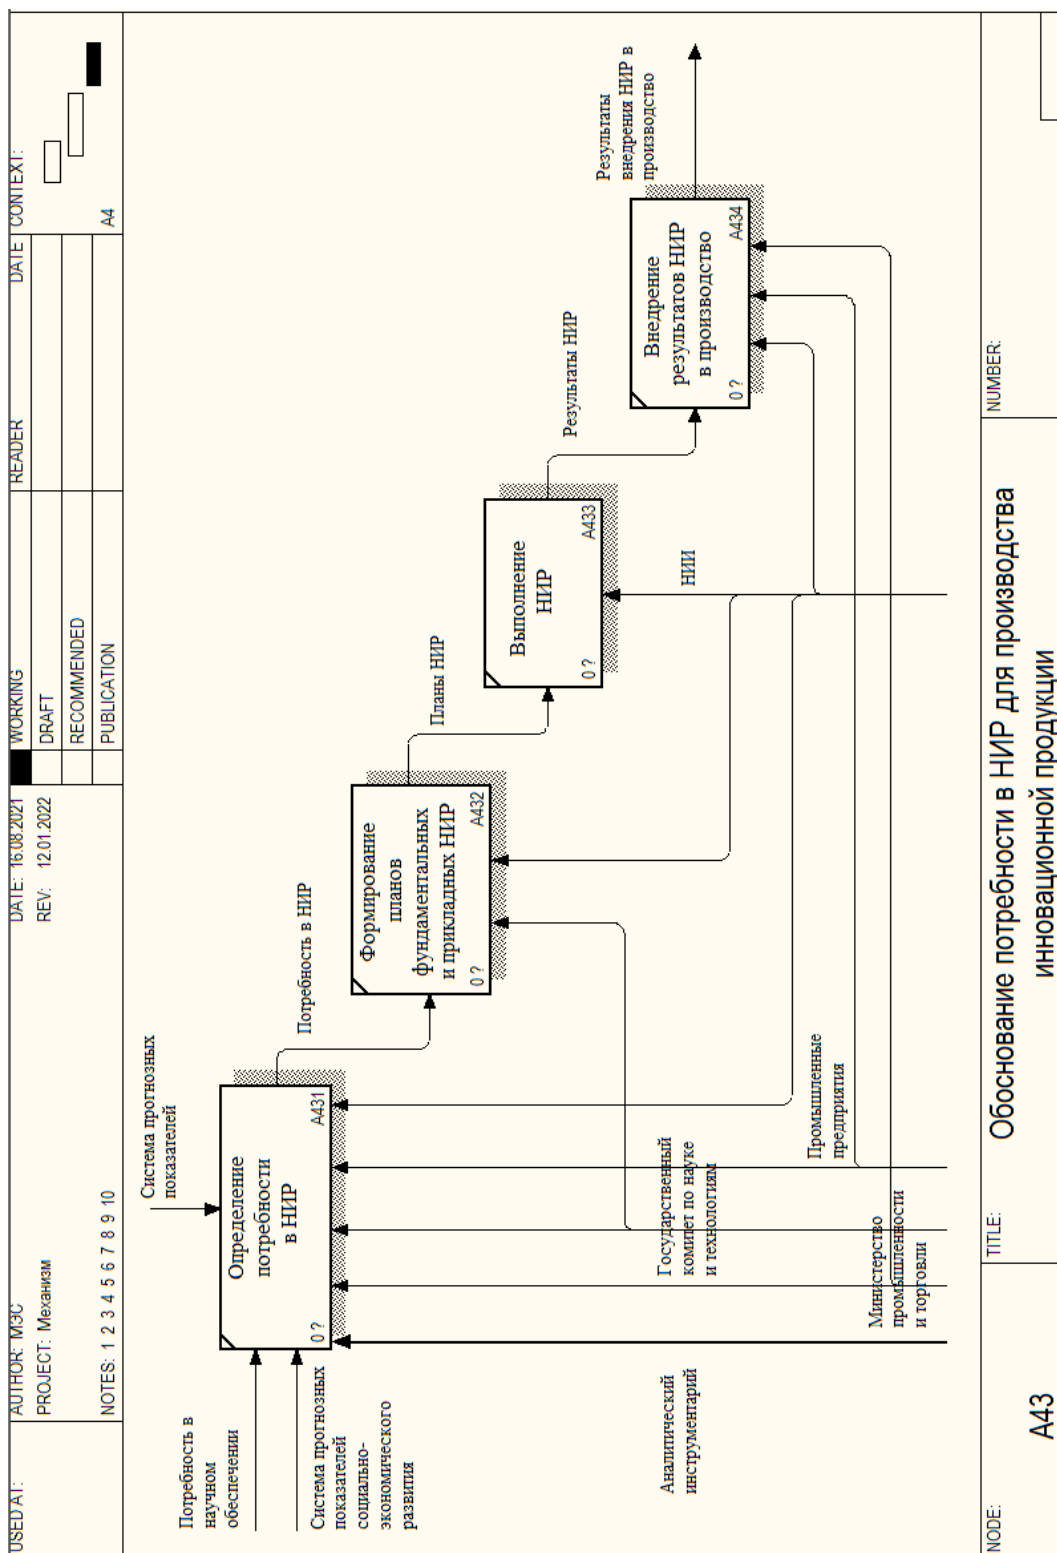 USED AT:
AUTHOR: МЭС
DATE: 16.08.2021
PROJECT: Механизм
REV: 12.01.2022
NOTES: 1 2 3 4 5 6 7 8 9 10
WORKING
DRAFT
RECOMMENDED
PUBLICATION
READER
DATE
CONTEXT:
A4
Потребность в
научном
обеспечении
Система прогнозных
показателей
социально-
экономического
развития
Система прогнозных
показателей
Определение
потребности
в НИР
0 ?
A431
Потребность в НИР
Формирование
планов
фундаментальных
и прикладных НИР
0 ?
A432
Планы НИР
Выполнение
НИР
0 ?
A433
Результаты НИР
Внедрение
результатов НИР
в производство
0 ?
A434
Результаты
внедрения НИР в
производство
Аналитический
инструментарий
Государственный
комитет по науке
и технологиям
НИИ
Промышленные
предприятия
Министерство
промышленности
и торговли
NODE:
A43
TITLE:
Обоснование потребности в НИР для производства
инновационной продукции
NUMBER: